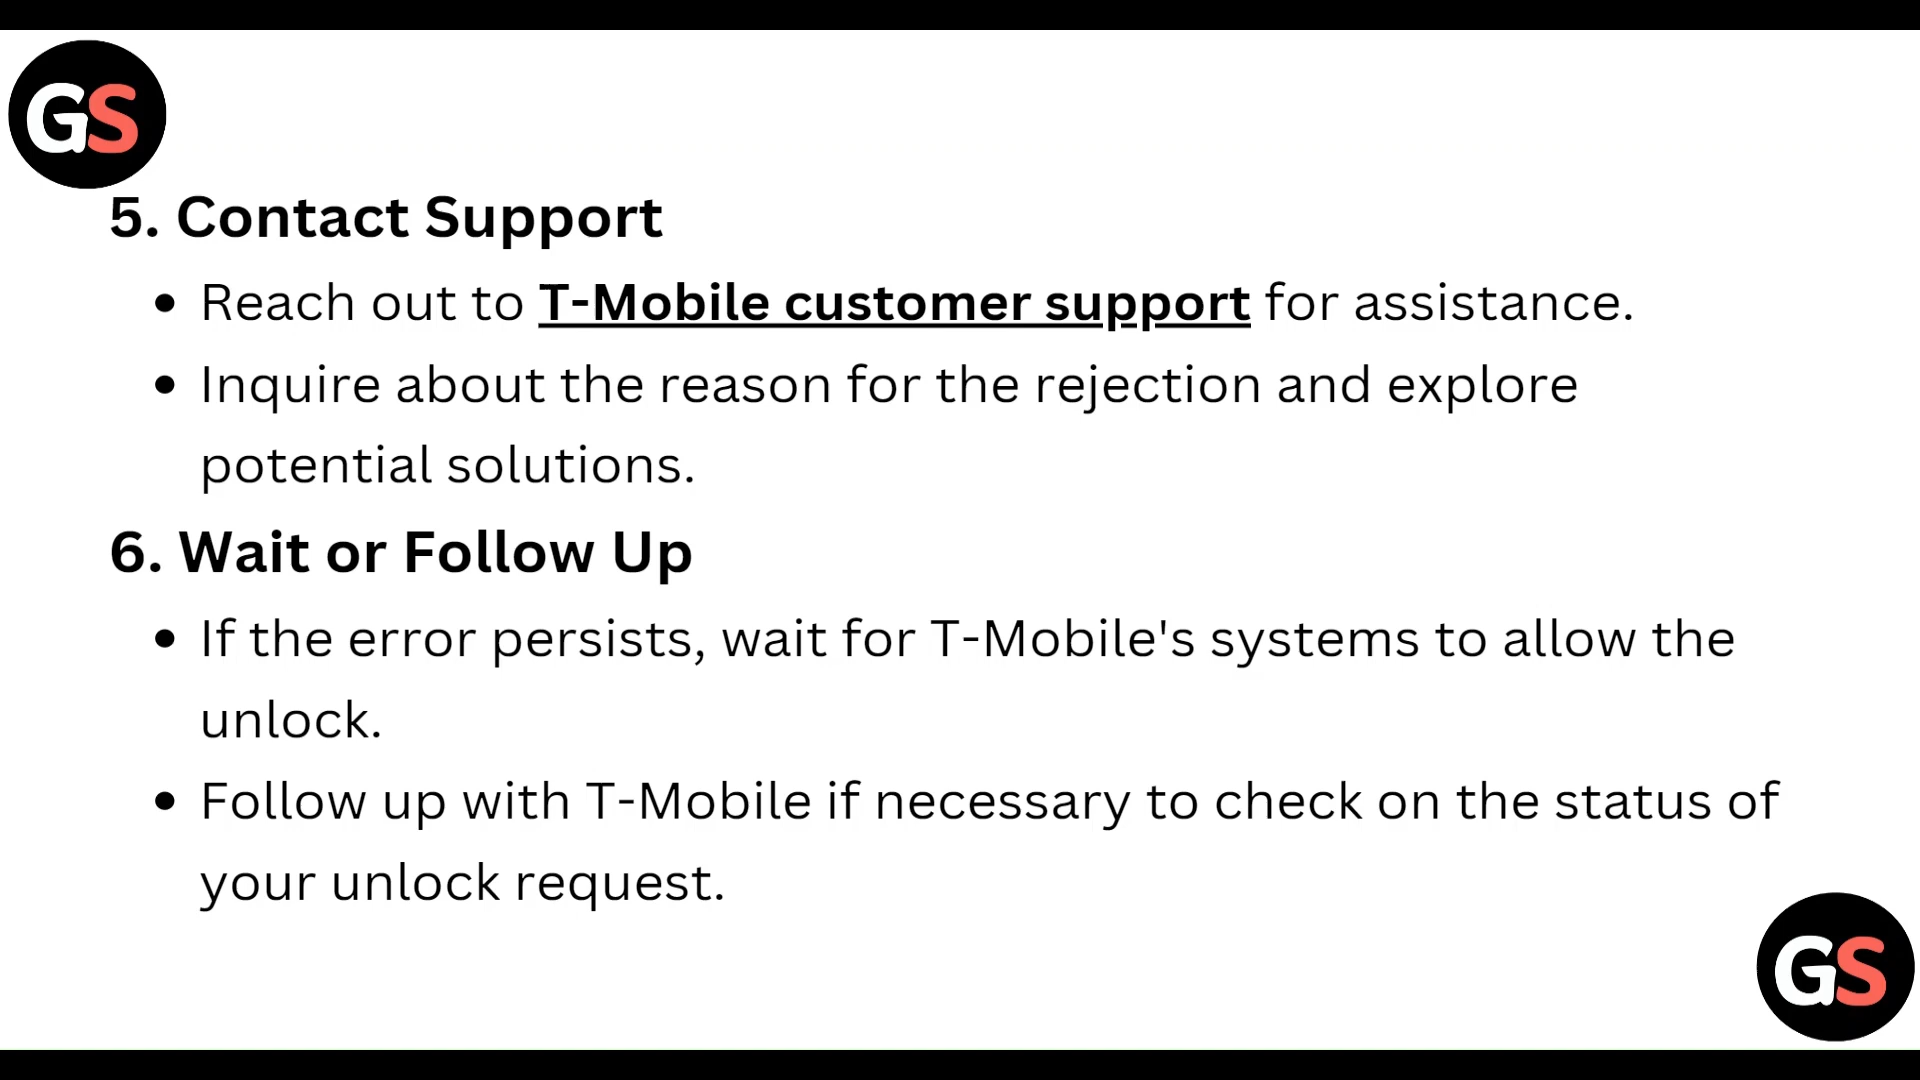 GS
5. Contact Support
• Reach out to T-Mobile customer support for assistance.
• Inquire about the reason for the rejection and explore
potential solutions.
6. Wait or Follow Up
• If the error persists, wait for T-Mobile's systems to allow the
unlock.
• Follow up with T-Mobile if necessary to check on the status of
your unlock request.
GS